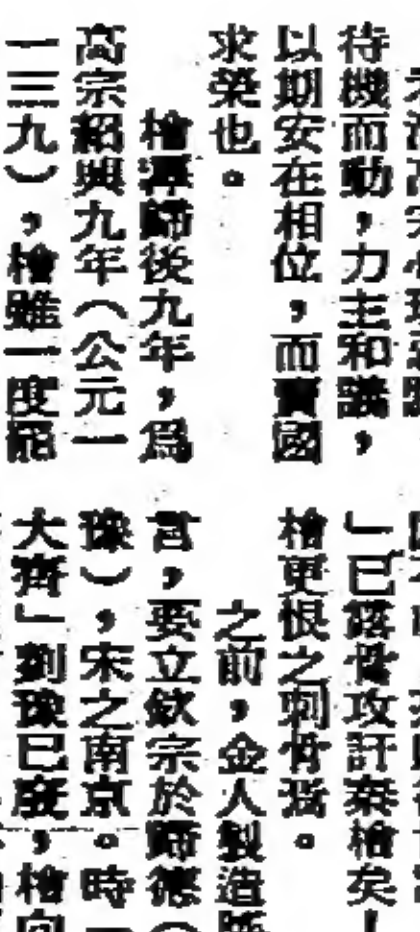 待機而動，力主和議，
以期安在相位，而賣國
求榮也。
檜歸後九年，爲
高宗紹興九年（公元一
一三九），檜雖一度罷
」已露骨攻訐秦檜矣！
檜更恨之刺骨焉。
之前，金人製造
言，要立欽宗於歸德（
豫），宋之南京。時
大齊」劉豫已廢，檜向